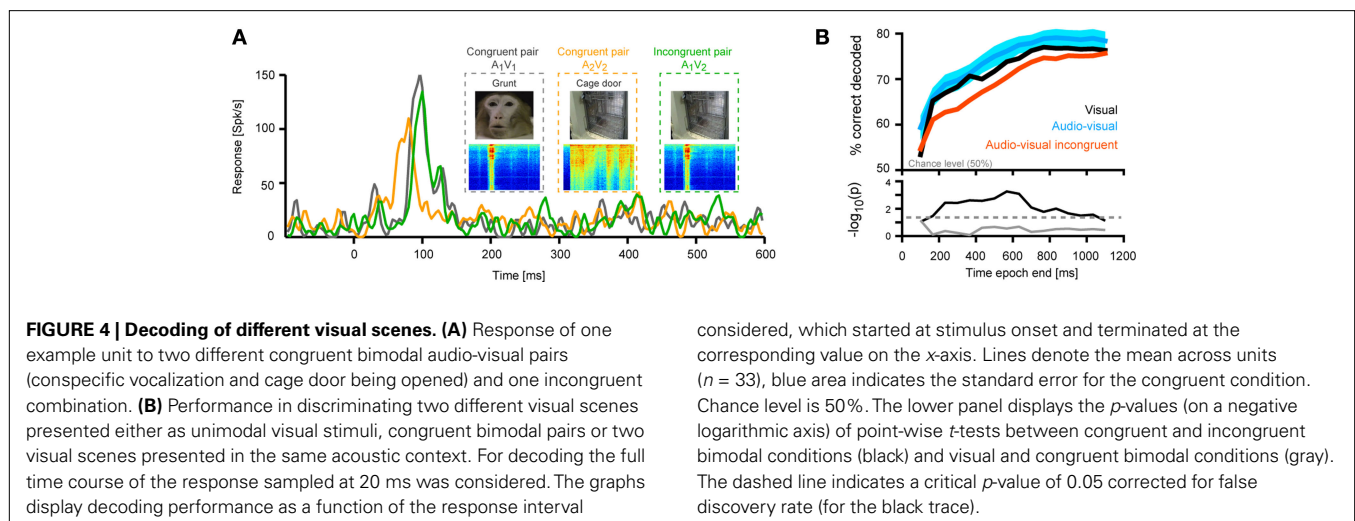 A
Congruent pair
A₁V₁
Congruent pair
A₂V₂
Incongruent pair
A₁V₂
Grunt
Cage door
150
100
50
0
Response [Spk/s]
0
100
200
300
400
500
600
Time [ms]
B
80
70
60
50
% correct decoded
Visual
Audio-visual
Audio-visual incongruent
Chance level (50%)
4
2
0
-log₁₀(p)
0
200
400
600
800
1000
1200
Time epoch end [ms]
FIGURE 4 | Decoding of different visual scenes. (A) Response of one
example unit to two different congruent bimodal audio-visual pairs
(conspecific vocalization and cage door being opened) and one incongruent
combination. (B) Performance in discriminating two different visual scenes
presented either as unimodal visual stimuli, congruent bimodal pairs or two
visual scenes presented in the same acoustic context. For decoding the full
time course of the response sampled at 20 ms was considered. The graphs
display decoding performance as a function of the response interval
considered, which started at stimulus onset and terminated at the
corresponding value on the x-axis. Lines denote the mean across units
(n = 33), blue area indicates the standard error for the congruent condition.
Chance level is 50%. The lower panel displays the p-values (on a negative
logarithmic axis) of point-wise t-tests between congruent and incongruent
bimodal conditions (black) and visual and congruent bimodal conditions (gray).
The dashed line indicates a critical p-value of 0.05 corrected for false
discovery rate (for the black trace).